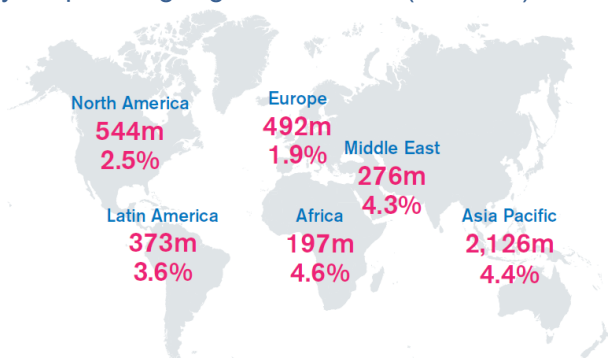 North America
544m
2.5%
Europe
492m
1.9%
Middle East
276m
4.3%
Latin America
373m
3.6%
Africa
197m
4.6%
Asia Pacific
2,126m
4.4%